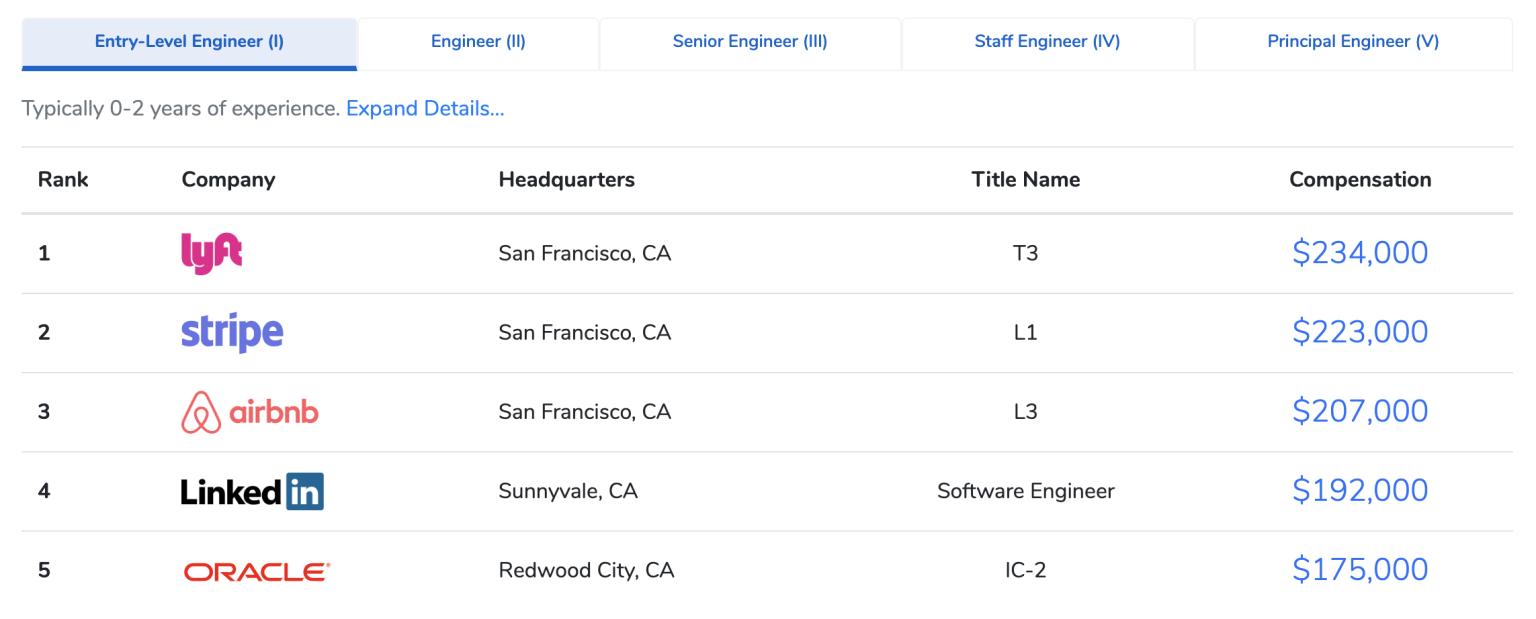 Entry-Level Engineer (I) Engineer (II) Senior Engineer (III) Staff Engineer (IV) Principal Engineer (V)
Typically 0-2 years of experience. Expand Details...
Rank Company Headquarters Title Name Compensation
1 lyft San Francisco, CA T3 $234,000
2 stripe San Francisco, CA L1 $223,000
3 airbnb San Francisco, CA L3 $207,000
4 Linked in Sunnyvale, CA Software Engineer $192,000
5 ORACLE® Redwood City, CA IC-2 $175,000